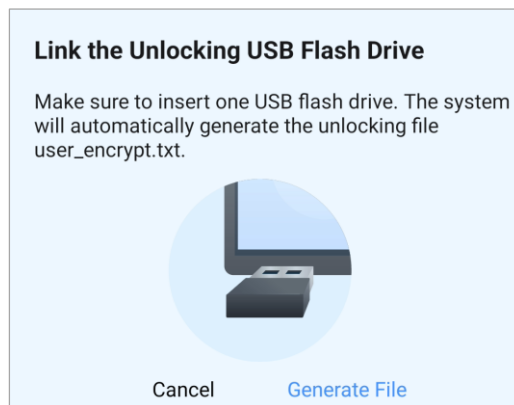 Link the Unlocking USB Flash Drive
Make sure to insert one USB flash drive. The system
will automatically generate the unlocking file
user_encrypt.txt.
Cancel Generate File